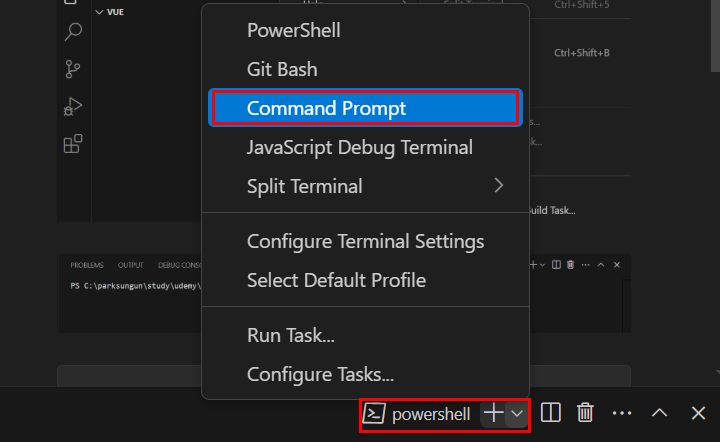 VUE
Ctrl+Shift+5
PowerShell
Ctrl+Shift+B
Git Bash
Command Prompt
JavaScript Debug Terminal
Split Terminal
Build Task...
Configure Terminal Settings
PROBLEMS OUTPUT DEBUG CONS
Select Default Profile
PS C:\parksungun\study\udemy\
Run Task...
Configure Tasks...
powershell